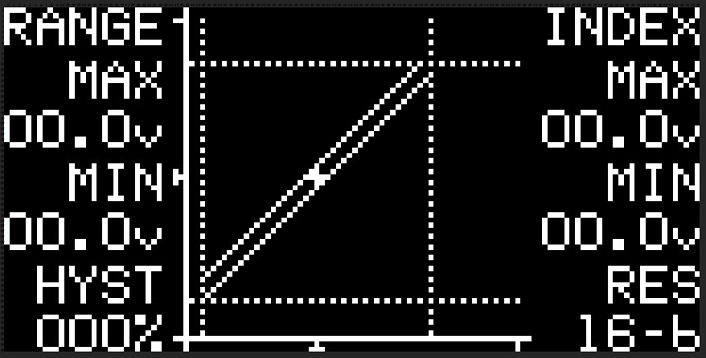 RANGE
MAX
00.0v
MIN
00.0v
HYST
000%
INDEX
MAX
00.0v
MIN
00.0v
RES
16-b